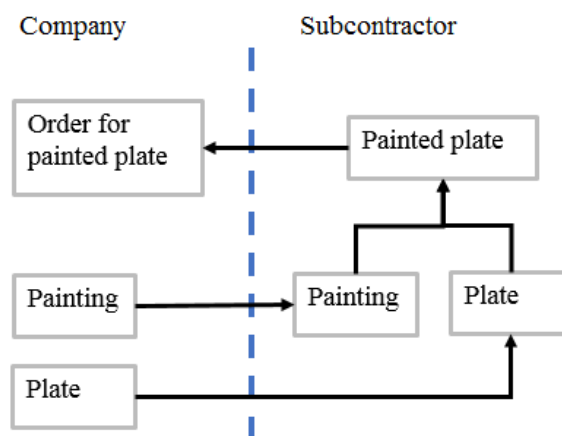 Company
Subcontractor
Order for
painted plate
Painted plate
Painting
Painting
Plate
Plate